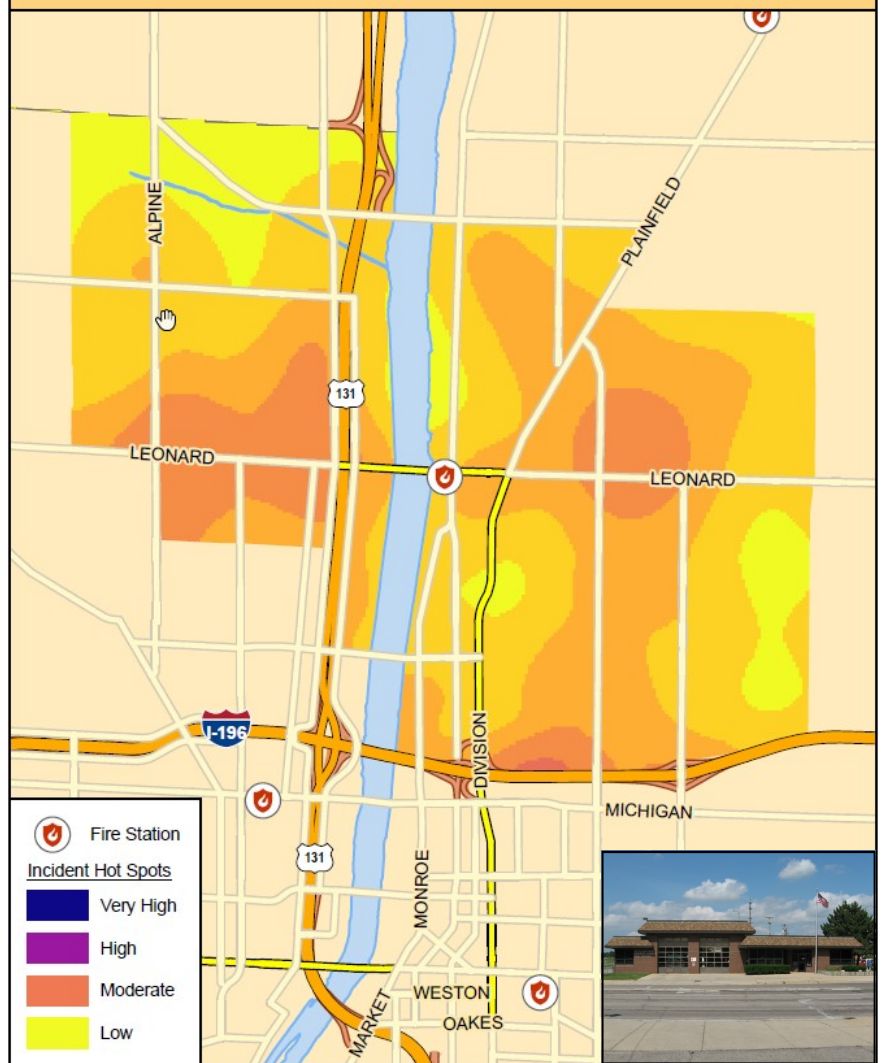 ALPINE
PLAINFIELD
131
LEONARD
LEONARD
I-196
DIVISION
MICHIGAN
131
MONROE
WESTON
MARKET
OAKES
Fire Station
Incident Hot Spots
Very High
High
Moderate
Low